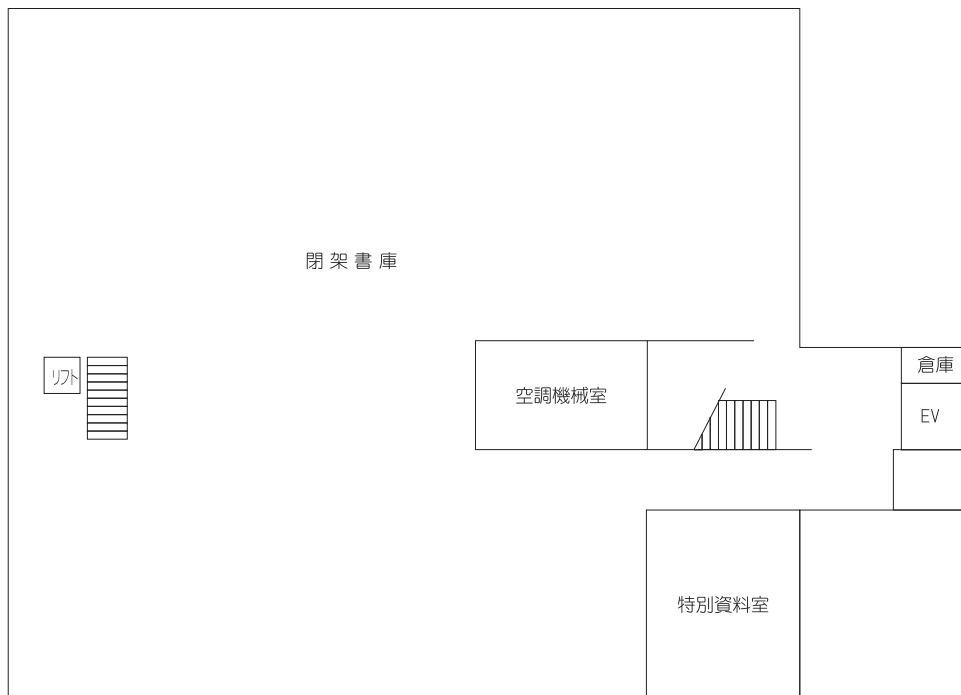 閉架書庫
倉庫
リフト
空調機械室
EV
特別資料室